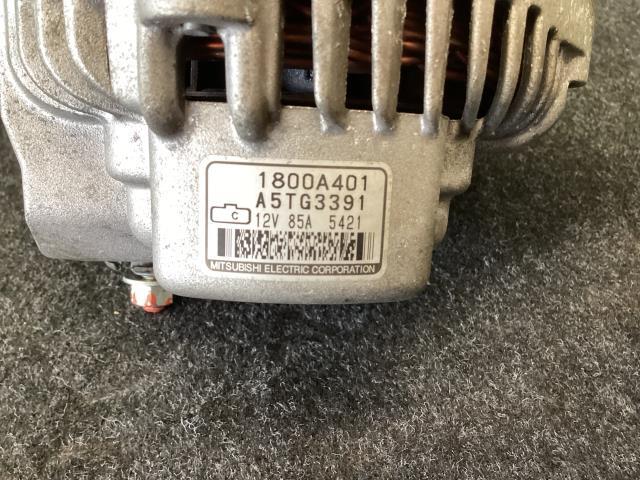 1800A401
A5TG3391
C
12V 85A 5421
MITSUBISHI ELECTRIC CORPORATION